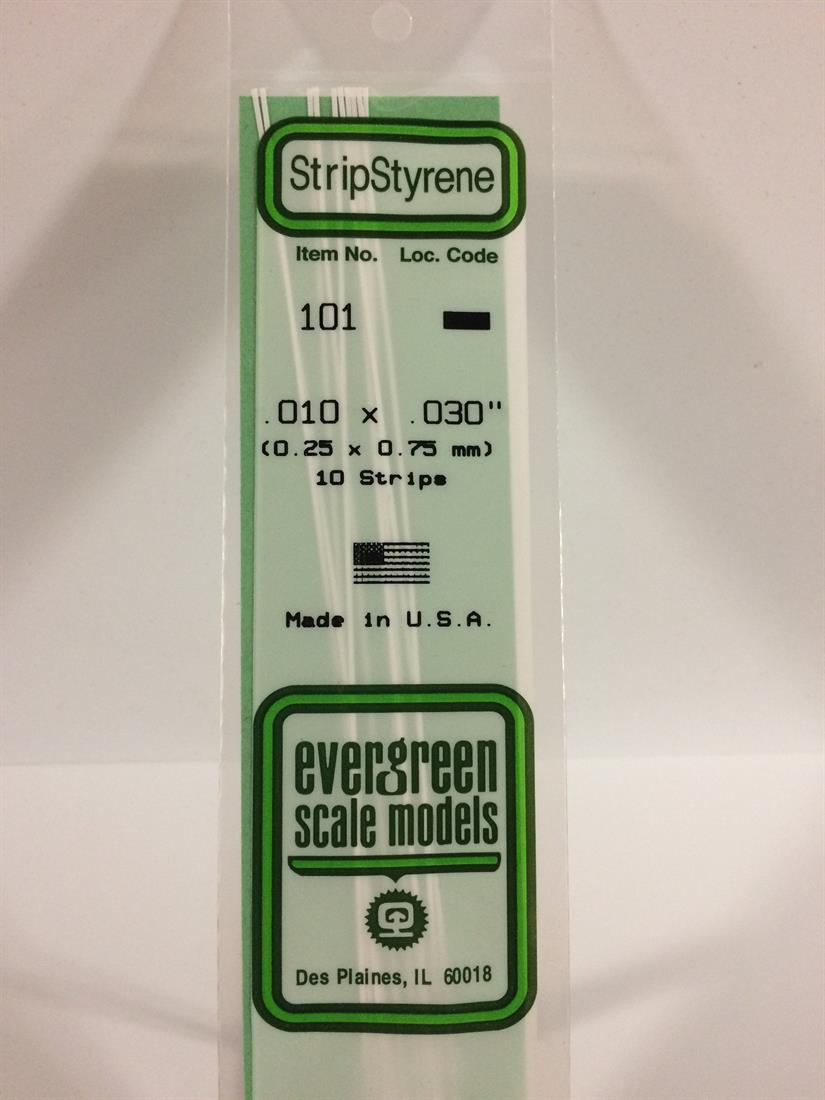 StripStyrene
Item No. Loc. Code
101
.010 x .030"
(0.25 x 0.75 mm)
10 Strips
Made in U.S.A.
evergreen
scale models
Des Plaines, IL 60018